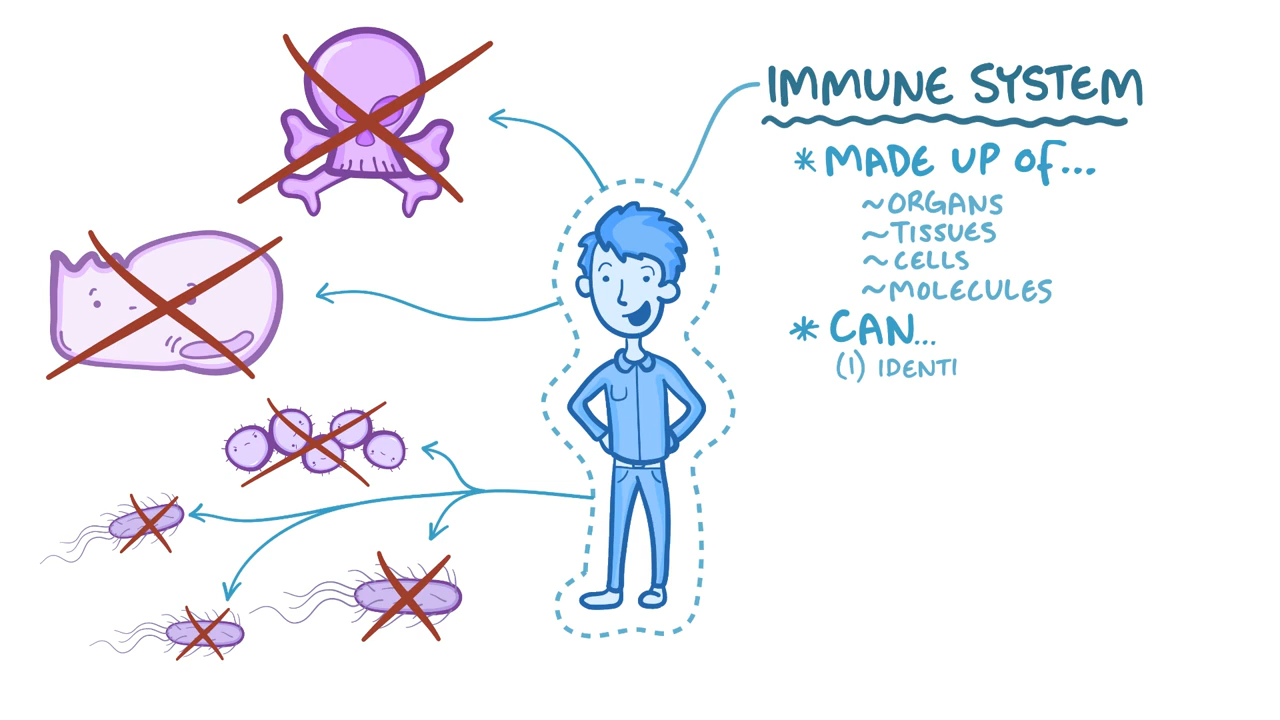 IMMUNE SYSTEM
* MADE UP Of...
~ORGANS
~TISSUES
~CELLS
~MOLECULES
* CAN...
(1) IDENTI